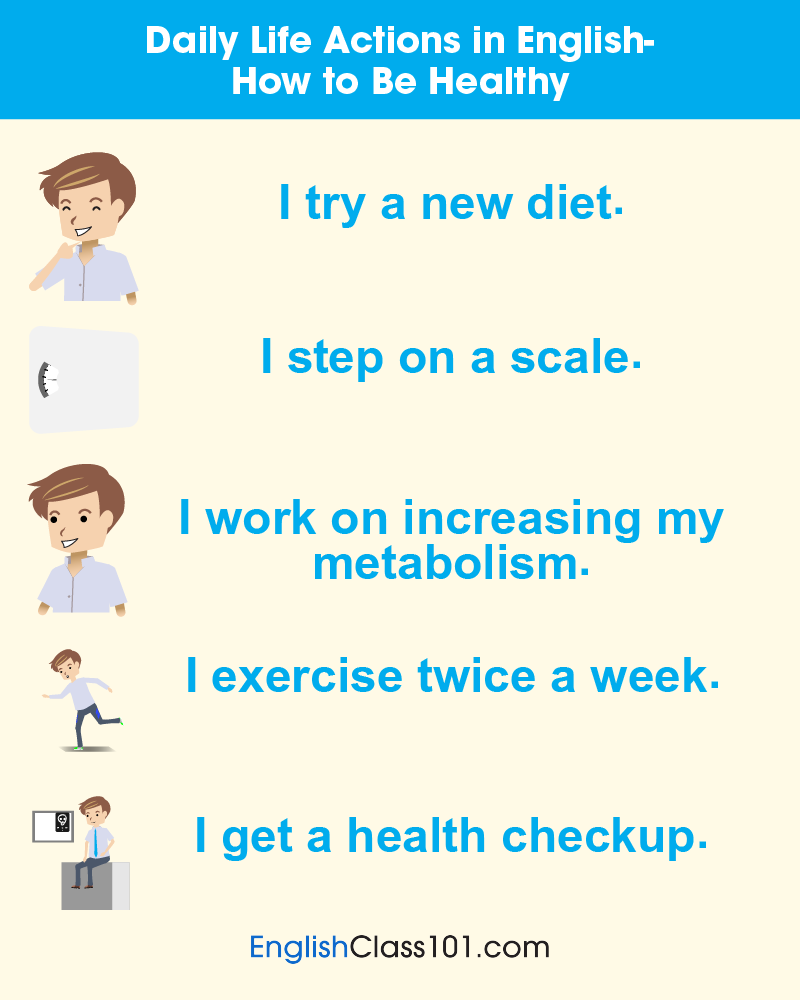 Daily Life Actions in English-
How to Be Healthy
I try a new diet.
I step on a scale.
I work on increasing my
metabolism.
I exercise twice a week.
I get a health checkup.
EnglishClass101.com